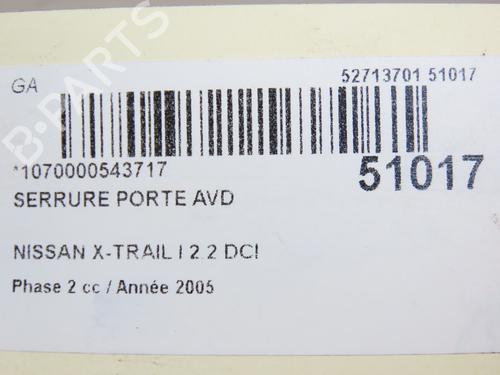 B-PARTS
GA
52713701 51017
*1070000543717
51017
SERRURE PORTE AVD
NISSAN X-TRAIL I 2.2 DCI
Phase 2 cc / Année 2005